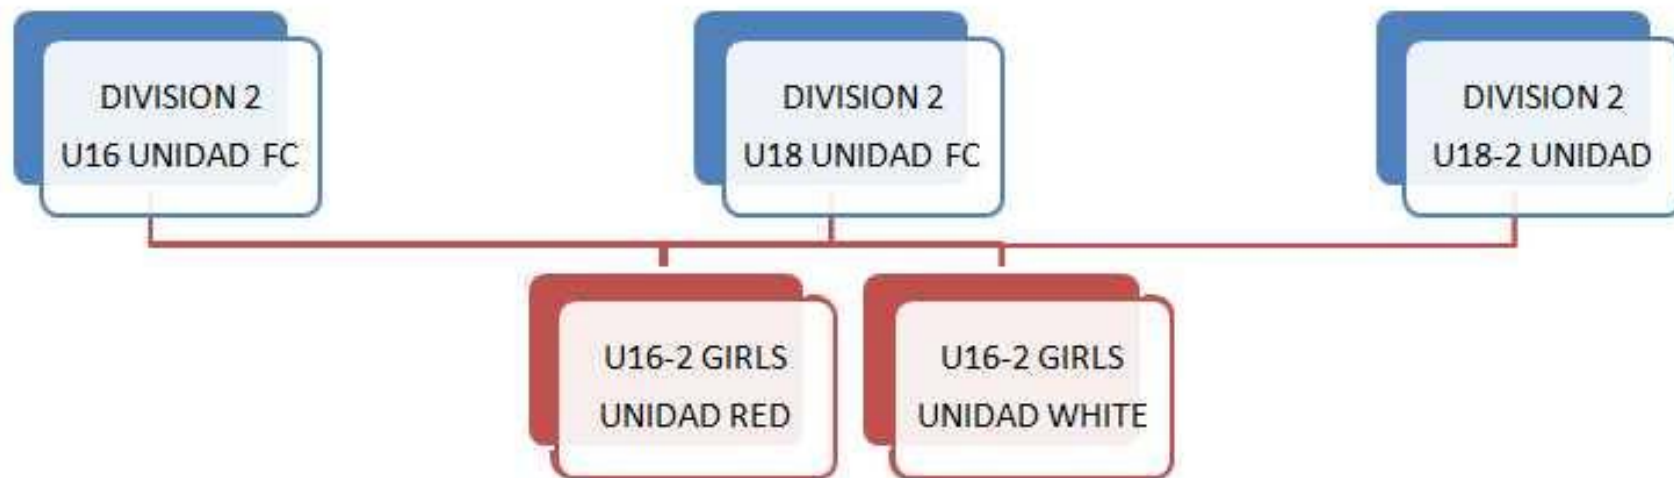 DIVISION 2
U16 UNIDAD FC
DIVISION 2
U18 UNIDAD FC
DIVISION 2
U18-2 UNIDAD
U16-2 GIRLS
UNIDAD RED
U16-2 GIRLS
UNIDAD WHITE